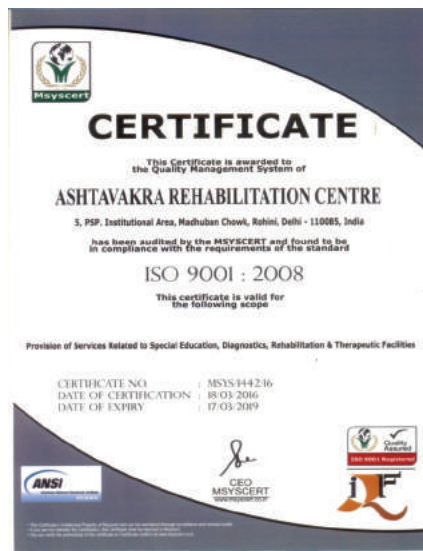 Msyscert
CERTIFICATE
This Certificate is awarded to
the Quality Management System of
ASHTAVAKRA REHABILITATION CENTRE
5, PSP. Institutional Area, Madhuban Chowk, Rohini, Delhi - 110085, India
has been audited by the MSYSCERT and found to be
in compliance with the requirements of the standard
ISO 9001 : 2008
This certificate is valid for
the following scope
Provision of Services Related to Special Education, Diagnostics, Rehabilitation & Therapeutic Facilities
CERTIFICATE NO : MSYS/144216
DATE OF CERTIFICATION : 18/03/2016
DATE OF EXPIRY : 17/03/2019
CEO
MSYSCERT
Quality
Assured
ISO 9001 Registered
ANSI